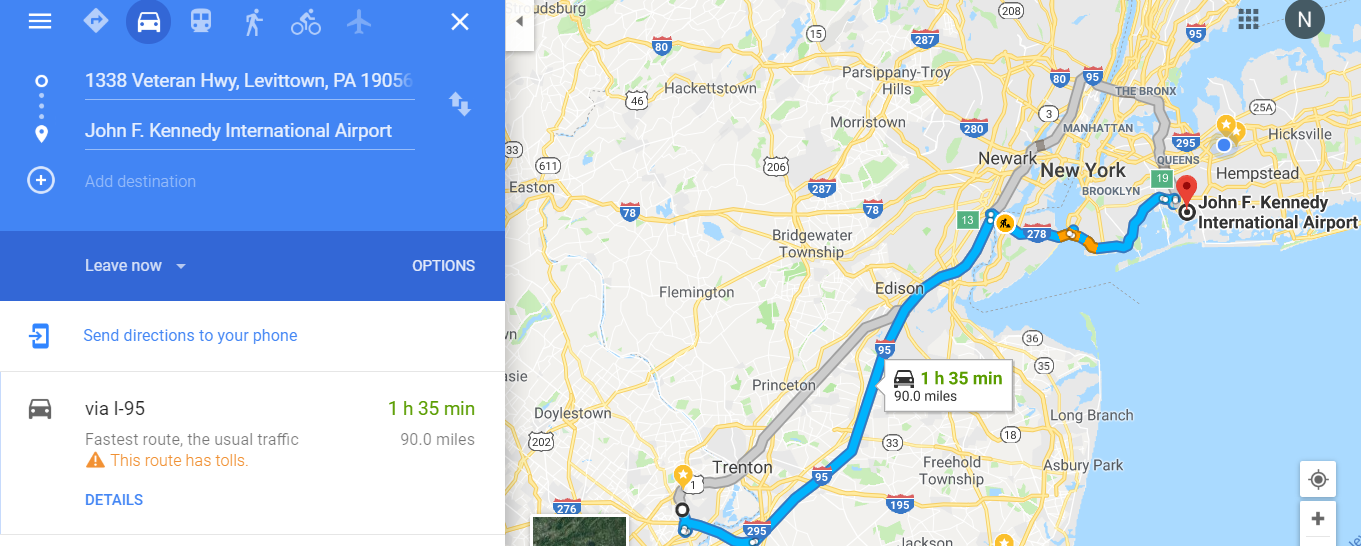 1338 Veteran Hwy, Levittown, PA 19056
John F. Kennedy International Airport
Add destination
Leave now
OPTIONS
Send directions to your phone
via I-95
1 h 35 min
Fastest route, the usual traffic
90.0 miles
This route has tolls.
DETAILS
Stroudsburg
208
N
15
287
95
80
Parsippany-Troy
Hills
80
95
THE BRONX
Hackettstown
46
3
25A
Morristown
280
MANHATTAN
Hicksville
295
33
611
206
Newark
QUEENS
New York
Hempstead
Easton
287
BROOKLYN
19
78
78
John F. Kennedy
International Airport
13
278
Bridgewater
Township
Flemington
Edison
36
95
35
1 h 35 min
90.0 miles
Princeton
Doylestown
Long Branch
202
33
18
Trenton
Freehold
Township
Asbury Park
95
1
276
195
295
Jackson